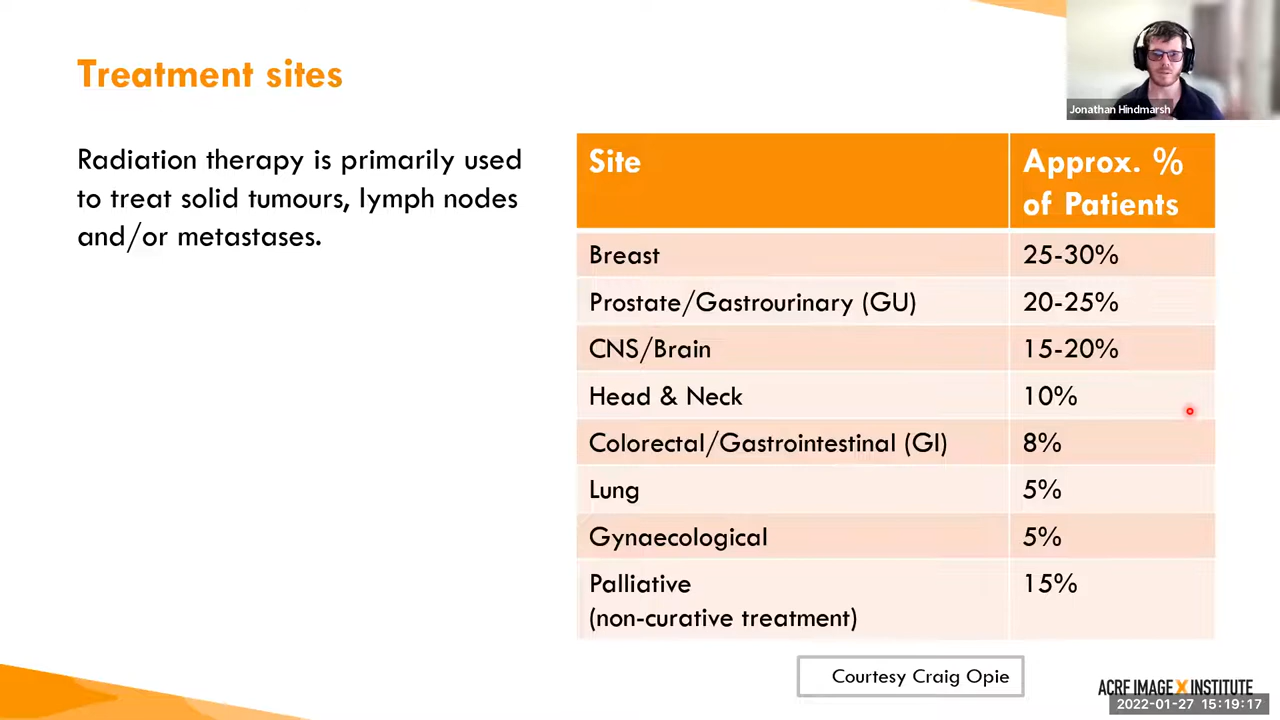 Treatment sites
Jonathan Hindmarsh
Radiation therapy is primarily used
to treat solid tumours, lymph nodes
and/or metastases.
Site
Approx. %
of Patients
Breast
25-30%
Prostate/Gastrourinary (GU)
20-25%
CNS/Brain
15-20%
Head & Neck
10%
Colorectal/Gastrointestinal (GI)
8%
Lung
5%
Gynaecological
5%
Palliative
(non-curative treatment)
15%
Courtesy Craig Opie
ACRF IMAGE X INSTITUTE
2022-01-27 15:19:17